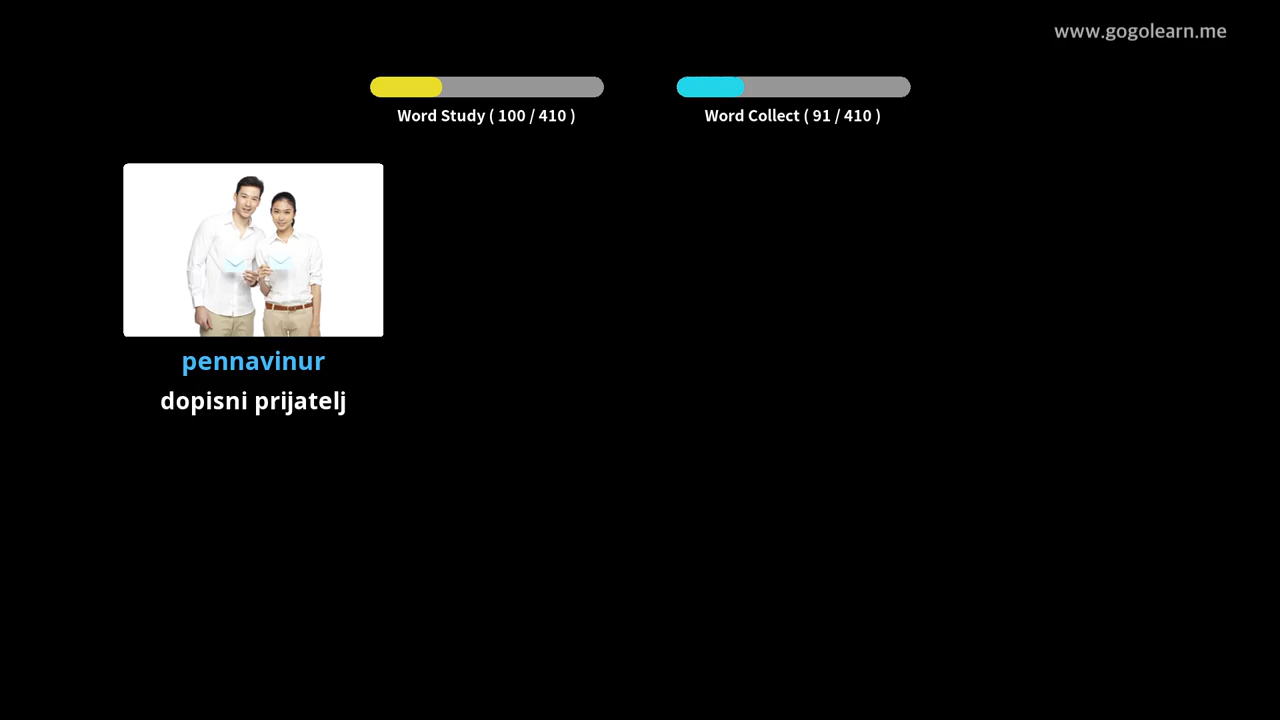 www.gogolearn.me
Word Study ( 100 / 410 )
Word Collect ( 91 / 410 )
pennavinur
dopisni prijatelj